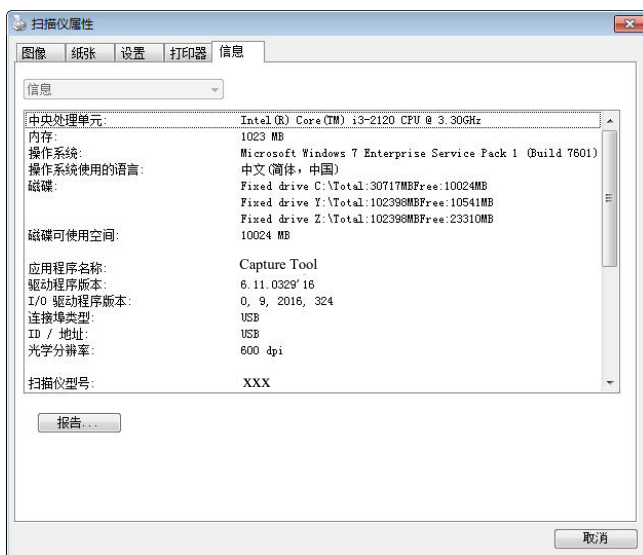 扫描仪属性
图像 纸张 设置 打印器 信息
信息
中央处理单元: Intel(R) Core(TM) i3-2120 CPU @ 3.30GHz
内存: 1023 MB
操作系统: Microsoft Windows 7 Enterprise Service Pack 1 (Build 7601)
操作系统使用的语言: 中文(简体，中国)
磁碟: Fixed drive C:\Total:30717MBFree:10024MB
Fixed drive Y:\Total:102398MBFree:10541MB
Fixed drive Z:\Total:102398MBFree:23310MB
磁碟可使用空间: 10024 MB
应用程序名称: Capture Tool
驱动程序版本: 6.11.0329'16
I/O 驱动程序版本: 0, 9, 2016, 324
连接埠类型: USB
ID / 地址: USB
光学分辨率: 600 dpi
扫描仪型号: XXX
报告...
取消